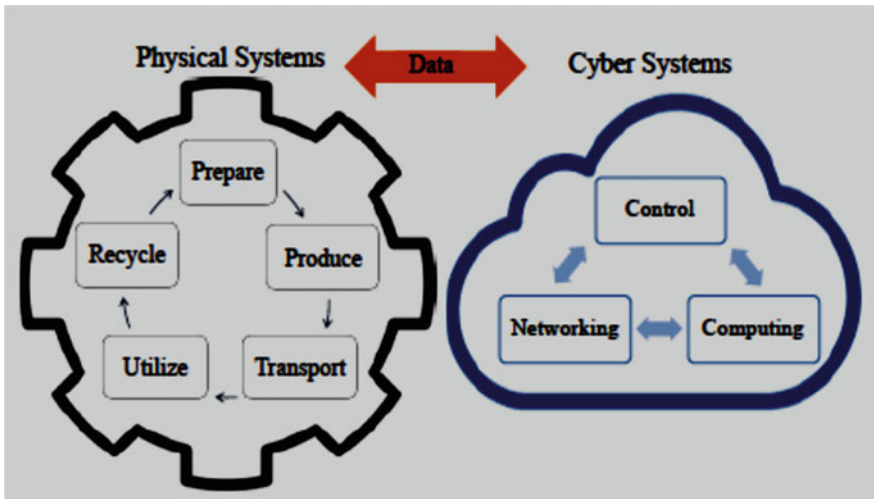 Physical Systems
Data
Cyber Systems
Prepare
Produce
Transport
Utilize
Recycle
Control
Networking
Computing